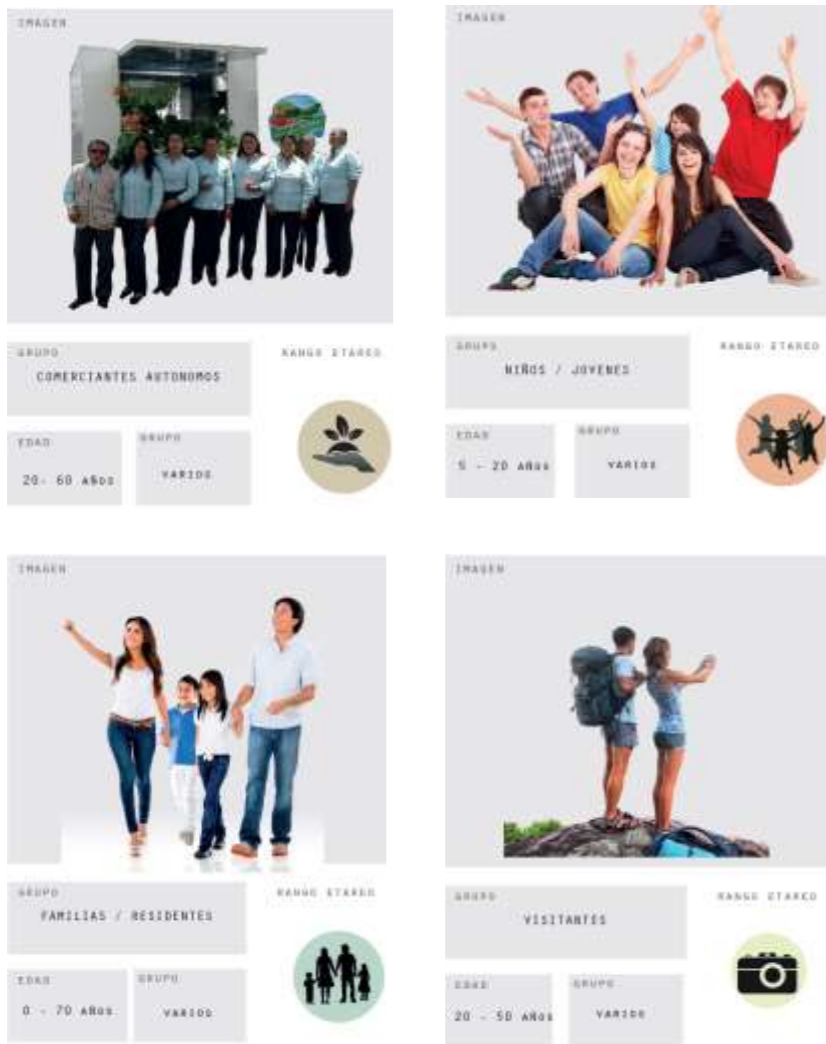 IMAGEN
GRUPO
COMERCIANTES AUTONOMOS
RANGO ETAREO
EDAD
20- 60 AÑOS
GRUPO
VARIOS
IMAGEN
GRUPO
NIÑOS / JOVENES
RANGO ETAREO
EDAD
5 - 20 AÑOS
GRUPO
VARIOS
IMAGEN
GRUPO
FAMILIAS / RESIDENTES
RANGO ETAREO
EDAD
0 - 70 AÑOS
GRUPO
VARIOS
IMAGEN
GRUPO
VISITANTES
RANGO ETAREO
EDAD
20 - 50 AÑOS
GRUPO
VARIOS